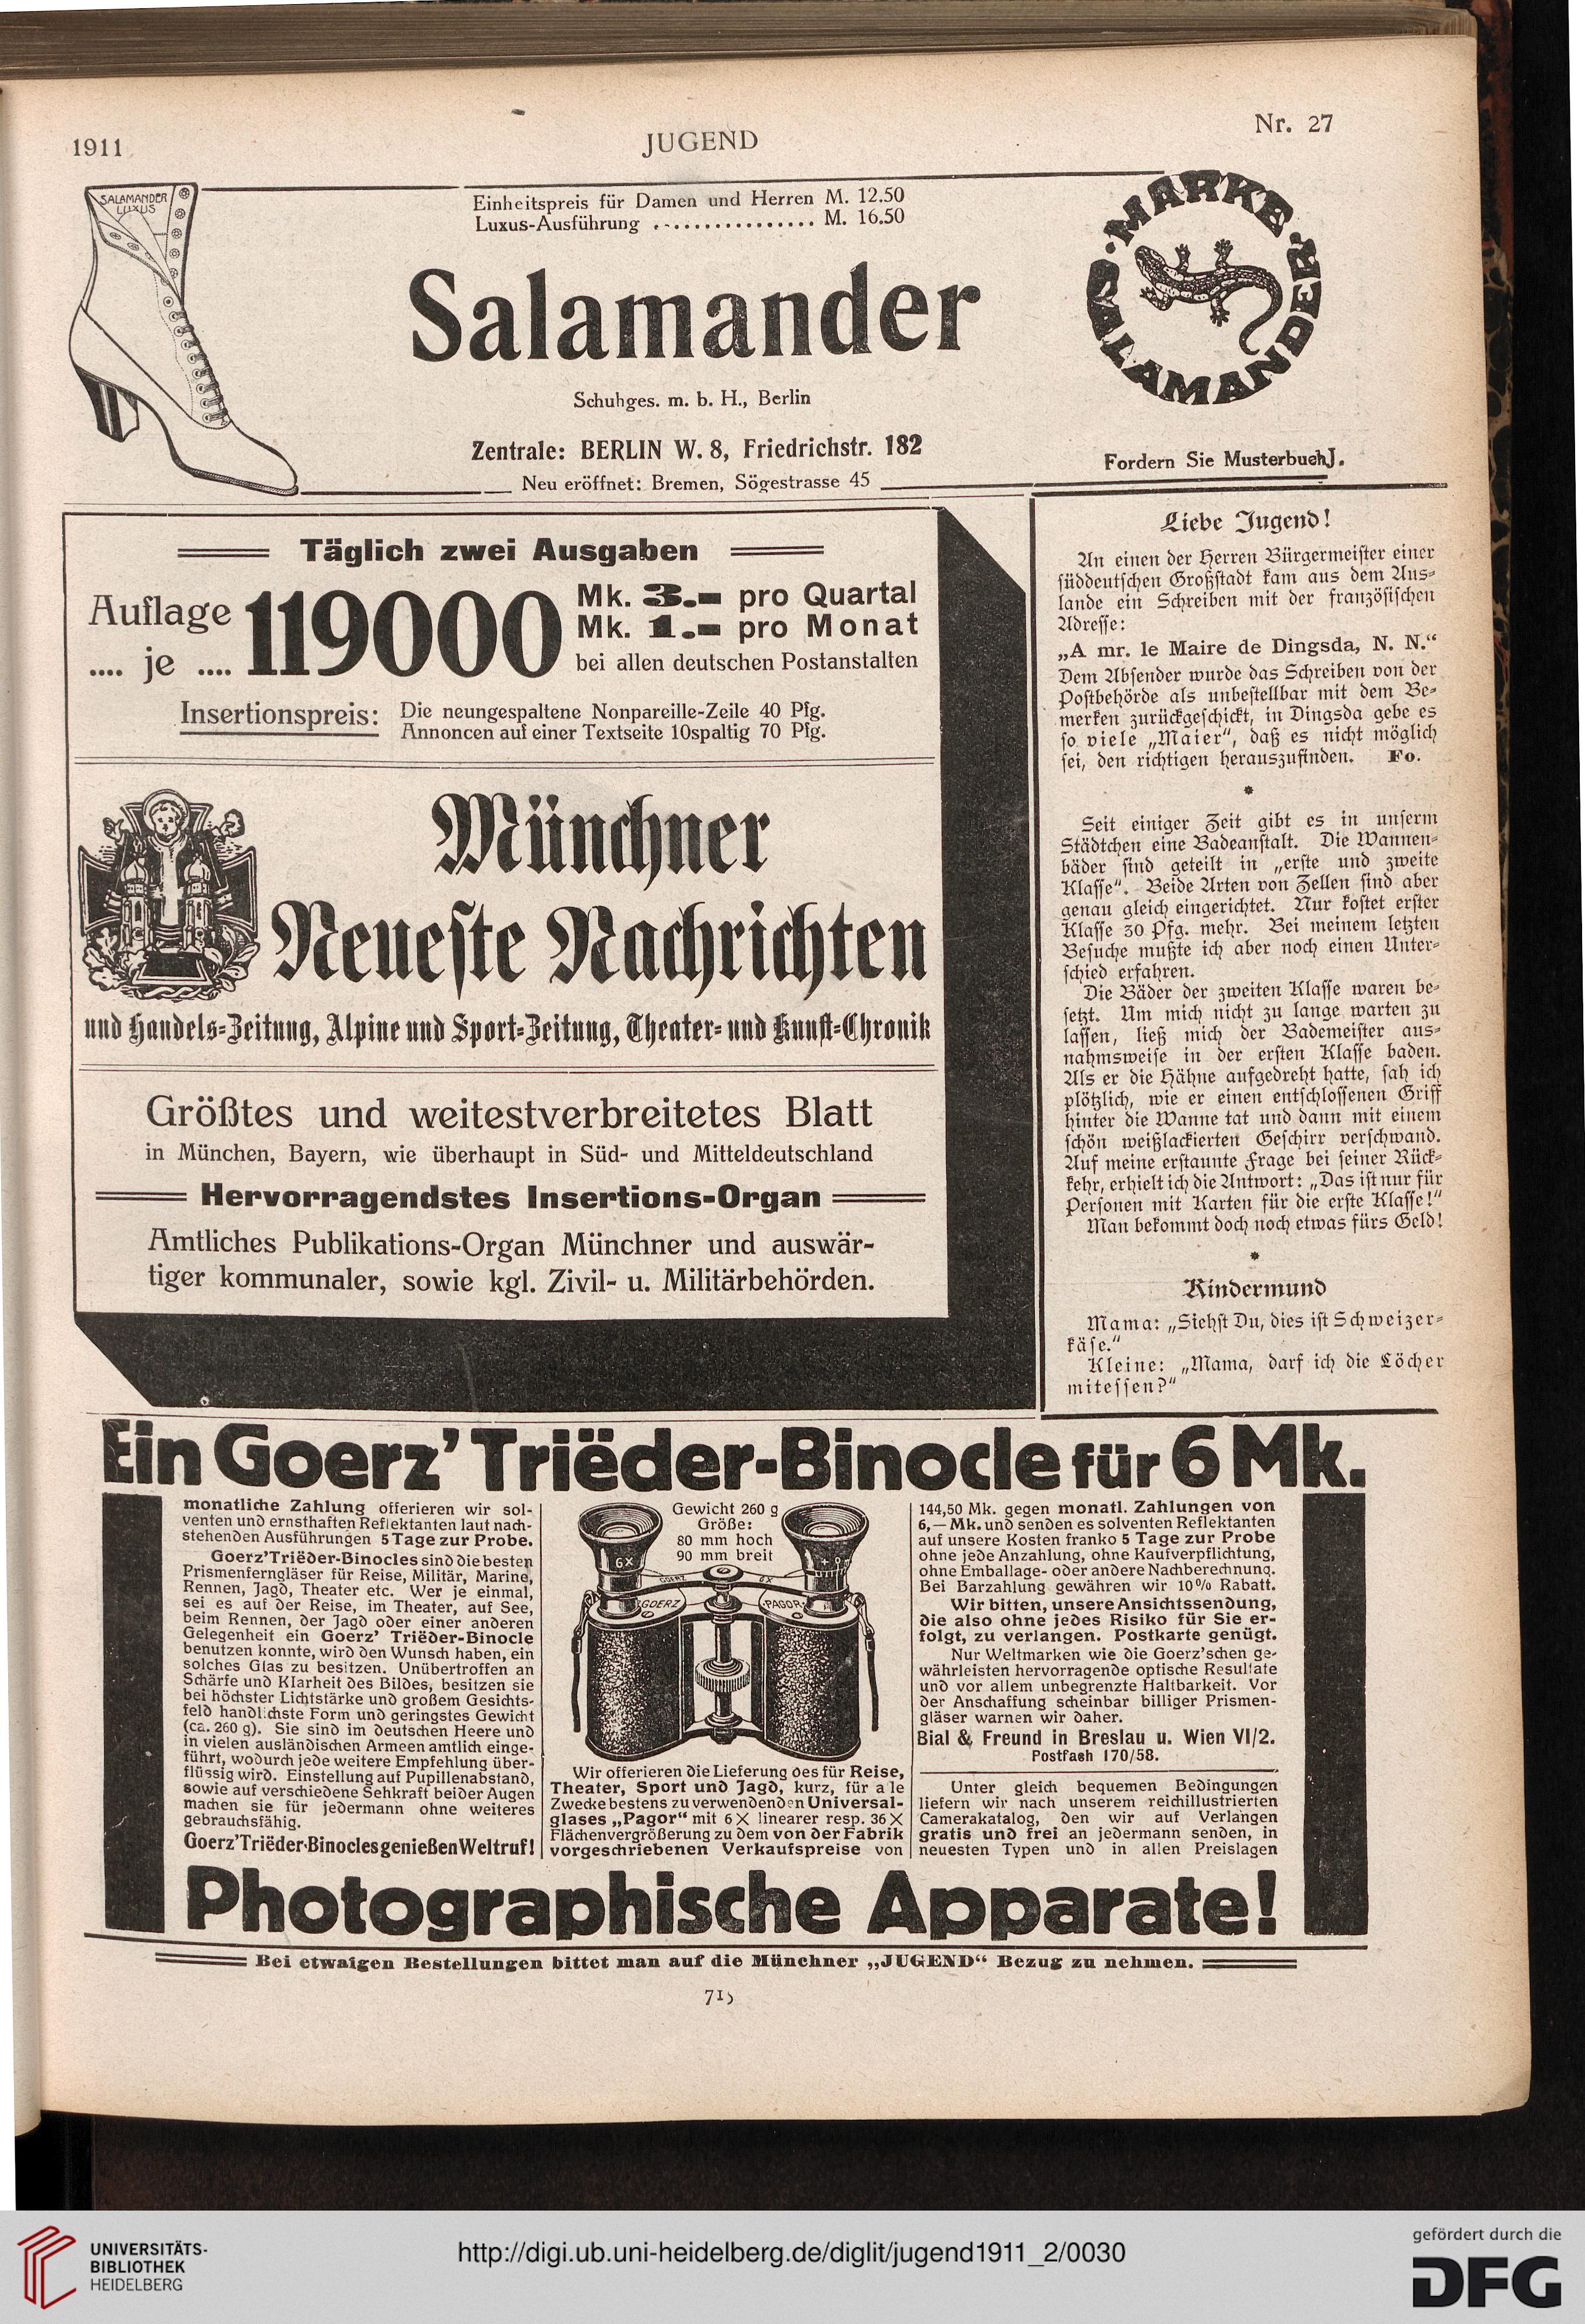 1911
JUGEND
Nr. 27
SALAMANDER
LUXUS
Einheitspreis für Damen und Herren M. 12.50
Luxus-Ausführung . . . . . . . . . . . . . . . . M. 16.50
Salamander
Schuhges. m. b. H., Berlin
Zentrale: BERLIN W. 8, Friedrichstr. 182
Neu eröffnet: Bremen, Sögestrasse 45
MARKE SALAMANDER
Fordern Sie Musterbuch J.
Täglich zwei Ausgaben
Auflage
.... je ....
119000
Mk. 3.— pro Quartal
Mk. 1.— pro Monat
bei allen deutschen Postanstalten
Insertionspreis:
Die neungespaltene Nonpareille-Zeile 40 Pfg.
Annoncen auf einer Textseite 10spaltig 70 Pfg.
Münchner
Neueste Nachrichten
und Handels-Zeitung, Alpine und Sport-Zeitung, Theater- und Kunst-Chronik
Größtes und weitestverbreitetes Blatt
in München, Bayern, wie überhaupt in Süd- und Mitteldeutschland
Hervorragendstes Insertions-Organ
Amtliches Publikations-Organ Münchner und auswär-
tiger kommunaler, sowie kgl. Zivil- u. Militärbehörden.
Liebe Jugend!
An einen der Herren Bürgermeister einer
süddeutschen Großstadt kam aus dem Aus-
lande ein Schreiben mit der französischen
Adresse:
„A mr. le Maire de Dingsda, N. N.“
Dem Absender wurde das Schreiben von der
Postbehörde als unbestellbar mit dem Be-
merken zurückgeschickt, in Dingsda gebe es
so viele „Maier“, daß es nicht möglich
sei, den richtigen herauszufinden. Fo.
*
Seit einiger Zeit gibt es in unserm
Städtchen eine Badeanstalt. Die Wannen-
bäder sind geteilt in „erste und zweite
Klasse“. Beide Arten von Zellen sind aber
genau gleich eingerichtet. Nur kostet erster
Klasse 30 Pfg. mehr. Bei meinem letzten
Besuche mußte ich aber noch einen Unter-
schied erfahren.
Die Bäder der zweiten Klasse waren be-
setzt. Um mich nicht zu lange warten zu
lassen, ließ mich der Bademeister aus-
nahmsweise in der ersten Klasse baden.
Als er die Hähne aufgedreht hatte, sah ich
plötzlich, wie er einen entschlossenen Griff
hinter die Wanne tat und dann mit einem
schön weißlackierten Geschirr verschwand.
Auf meine erstaunte Frage bei seiner Rück-
kehr, erhielt ich die Antwort: „Das ist nur für
Personen mit Karten für die erste Klasse!“
Man bekommt doch noch etwas fürs Geld!
*
Kindermund
Mama: „Siehst Du, dies ist Schweizer-
käse.“
Kleine: „Mama, darf ich die Löcher
mitessen?“
Ein Goerz’ Triëder-Binocle für 6 Mk.
monatliche Zahlung offerieren wir sol-
venten und ernsthaften Reflektanten laut nach-
stehenden Ausführungen 5 Tage zur Probe.
Goerz’ Triëder-Binocles sind die besten
Prismenferngläser für Reise, Militär, Marine,
Rennen, Jagd, Theater etc. Wer je einmal,
sei es auf der Reise, im Theater, auf See,
beim Rennen, der Jagd oder einer anderen
Gelegenheit ein Goerz’ Triëder-Binocle
benutzen konnte, wird den Wunsch haben, ein
solches Glas zu besitzen. Unübertroffen an
Schärfe und Klarheit des Bildes, besitzen sie
bei höchster Lichtstärke und großem Gesichts-
feld handlichste Form und geringstes Gewicht
(ca. 260 g). Sie sind im deutschen Heere und
in vielen ausländischen Armeen amtlich einge-
führt, wodurch jede weitere Empfehlung über-
flüssig wird. Einstellung auf Pupillenabstand,
sowie auf verschiedene Sehkraft beider Augen
machen sie für jedermann ohne weiteres
gebrauchsfähig.
Goerz’ Triëder-Binocles genießen Weltruf!
Gewicht 260 g
Größe:
80 mm hoch
90 mm breit
6X
GOERZ
6X
GOERZ
PAGOR
Wir offerieren die Lieferung des für Reise,
Theater, Sport und Jagd, kurz, für alle
Zwecke bestens zu verwendenden Universal-
glases „Pagor“ mit 6 X linearer resp. 36 X
Flächenvergrößerung zu dem von der Fabrik
vorgeschriebenen Verkaufspreise von
144,50 Mk. gegen monatl. Zahlungen von
6,— Mk. und senden es solventen Reflektanten
auf unsere Kosten franko 5 Tage zur Probe
ohne jede Anzahlung, ohne Kaufverpflichtung,
ohne Emballage- oder andere Nachberechnung.
Bei Barzahlung gewähren wir 10% Rabatt.
Wir bitten, unsere Ansichtssendung,
die also ohne jedes Risiko für Sie er-
folgt, zu verlangen. Postkarte genügt.
Nur Weltmarken wie die Goerz’schen ge-
währleisten hervorragende optische Resultate
und vor allem unbegrenzte Haltbarkeit. Vor
der Anschaffung scheinbar billiger Prismen-
gläser warnen wir daher.
Bial & Freund in Breslau u. Wien VI/2.
Postfach 170/58.
Unter gleich bequemen Bedingungen
liefern wir nach unserem reichillustrierten
Camerakatalog, den wir auf Verlangen
gratis und frei an jedermann senden, in
neuesten Typen und in allen Preislagen
Photographische Apparate!
Bei etwaigen Bestellungen bittet man auf die Münchner „JUGEND“ Bezug zu nehmen.
715
UNIVERSITÄTS-
BIBLIOTHEK
HEIDELBERG
http://digi.ub.uni-heidelberg.de/diglit/jugend1911_2/0030
gefördert durch die
DFG